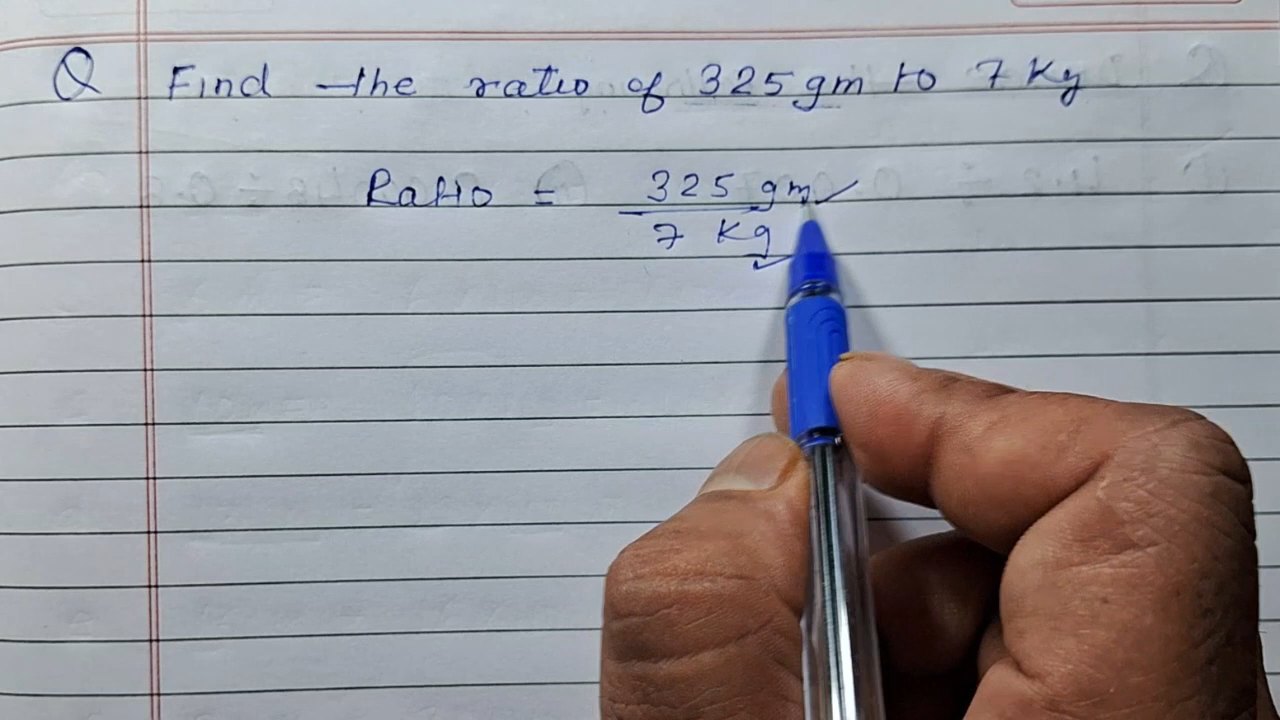 Q Find the ratio of 325 gm to 7 Kg
Ratio = 325 gm
7 Kg